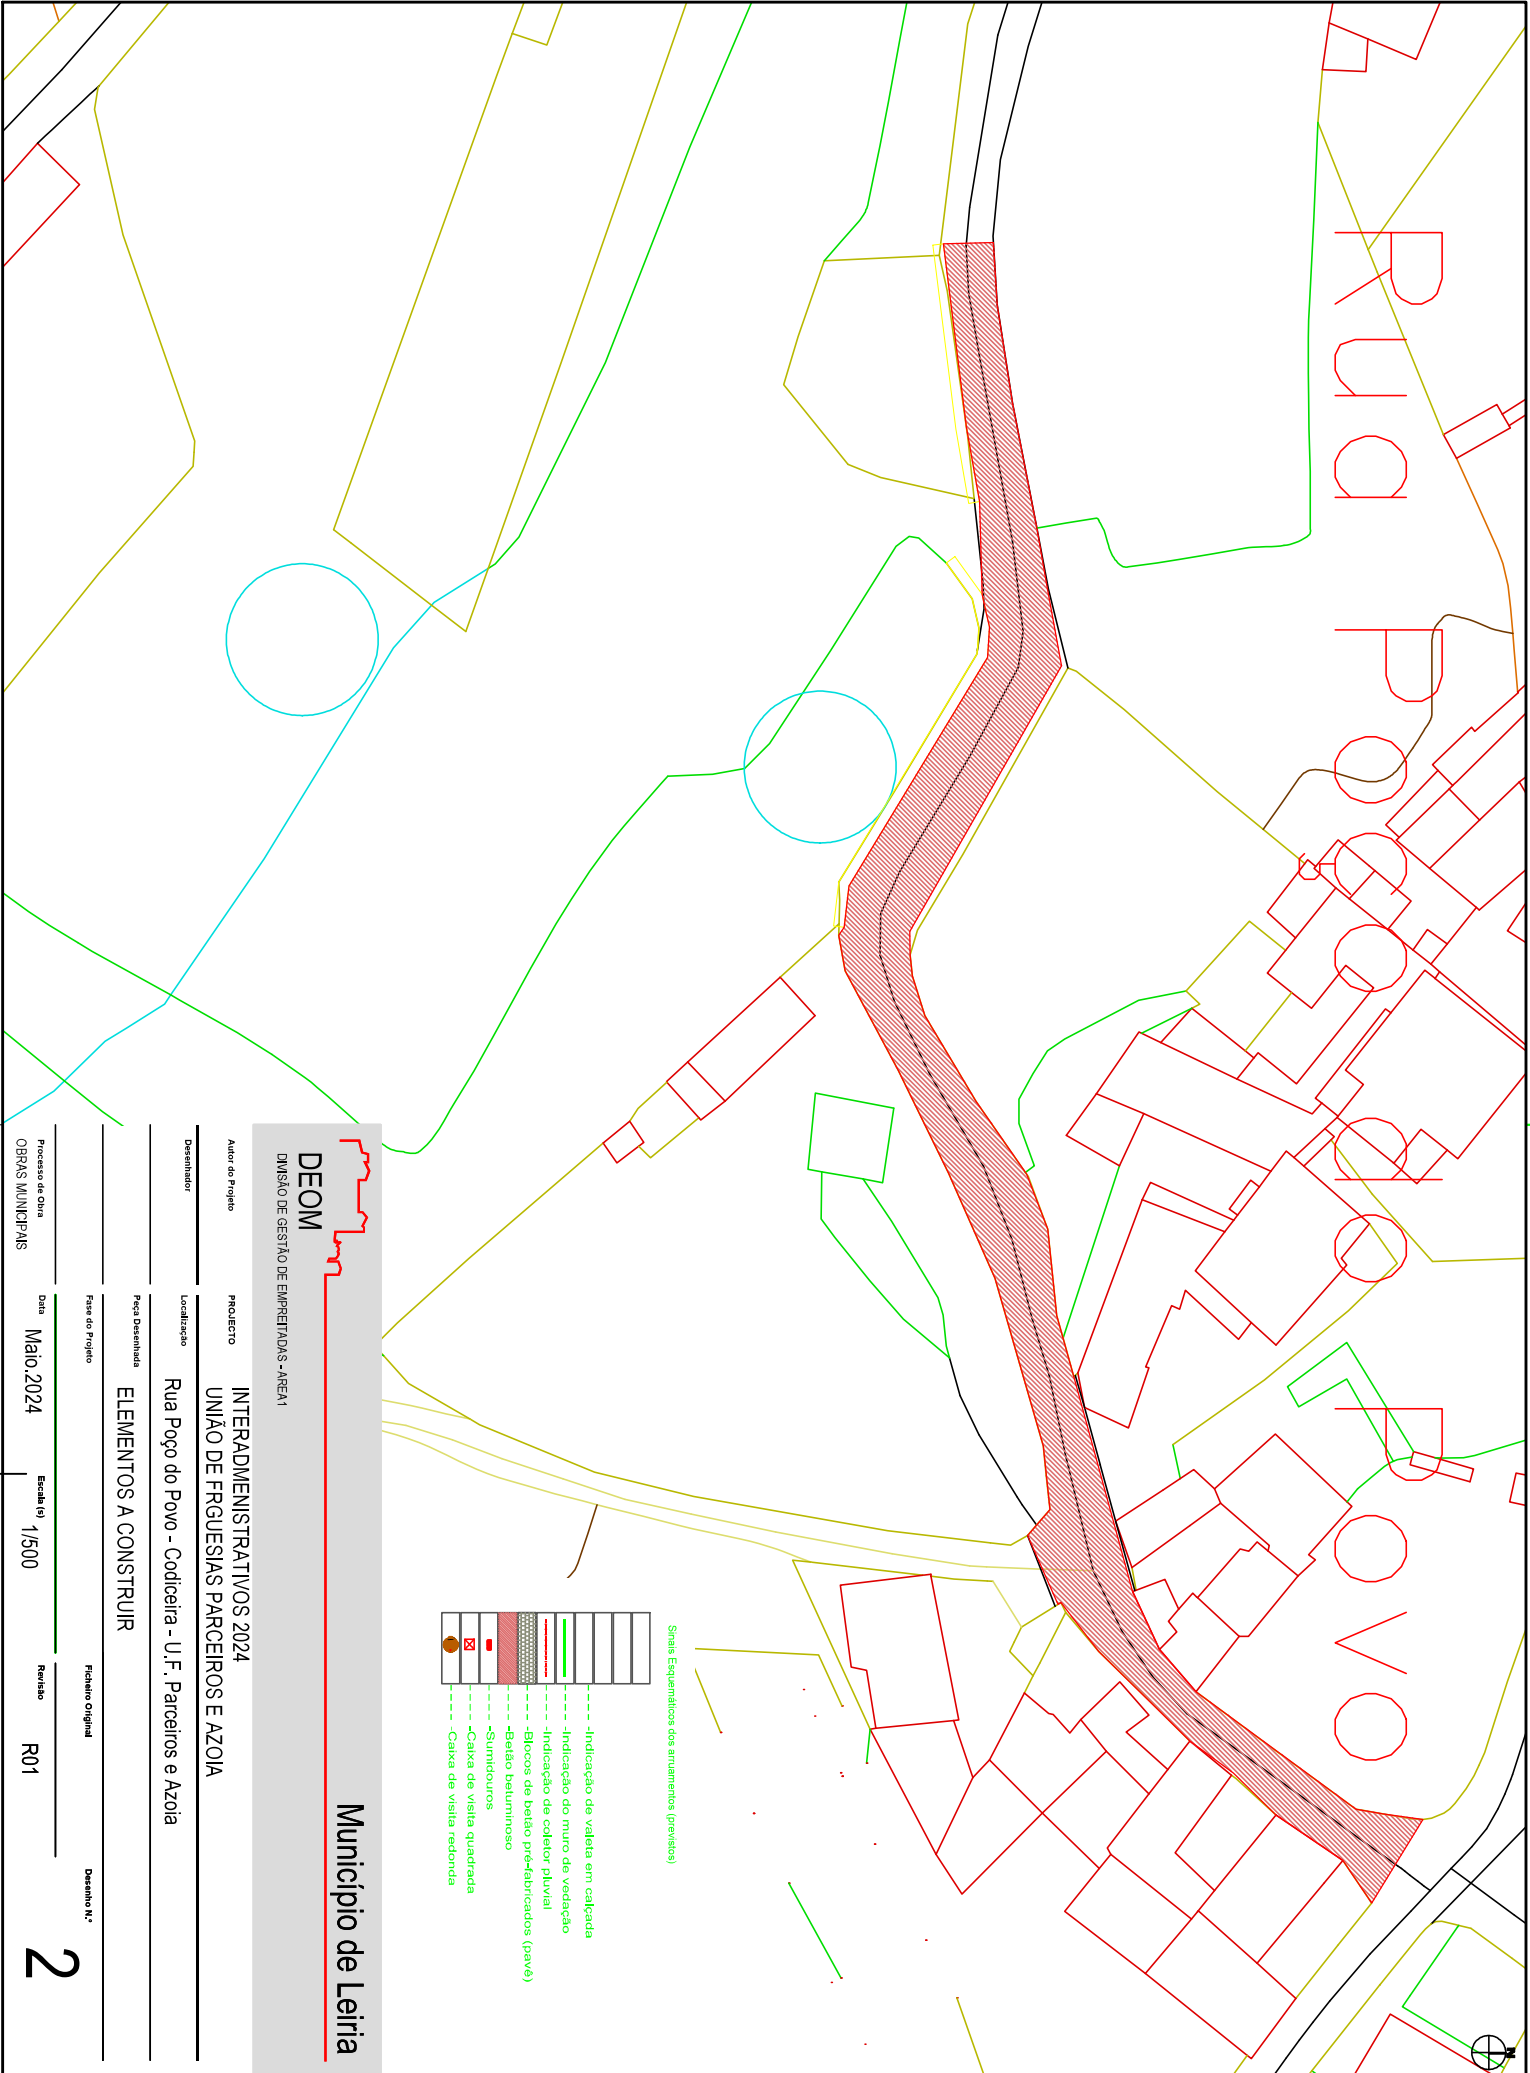 Rua Poço do Povo
N
Sinais Esquemáticos dos arruamentos (previstos)
Indicação de valeta em calçada
Indicação do muro de vedação
Indicação de coletor pluvial
Blocos de betão pré-fabricados (pavê)
Betão betuminoso
Sumidouros
Caixa de visita quadrada
Caixa de visita redonda
Município de Leiria
DEOM
DIVISÃO DE GESTÃO DE EMPREITADAS - AREA1
Autor do Projeto
PROJECTO
INTERADMENISTRATIVOS 2024
UNIÃO DE FRGUESIAS PARCEIROS E AZOIA
Desenhador
Localização
Rua Poço do Povo - Codiceira - U.F. Parceiros e Azoia
Peça Desenhada
ELEMENTOS A CONSTRUIR
Fase do Projeto
Ficheiro Original
Desenho N.º
2
Processo de Obra
OBRAS MUNICIPAIS
Data
Maio.2024
Escala (s)
1/500
Revisão
R01